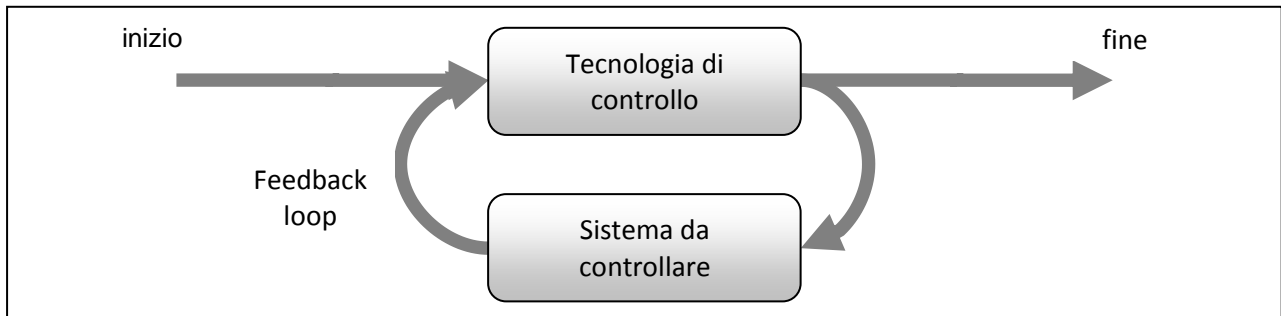 inizio
fine
Tecnologia di
controllo
Feedback
loop
Sistema da
controllare